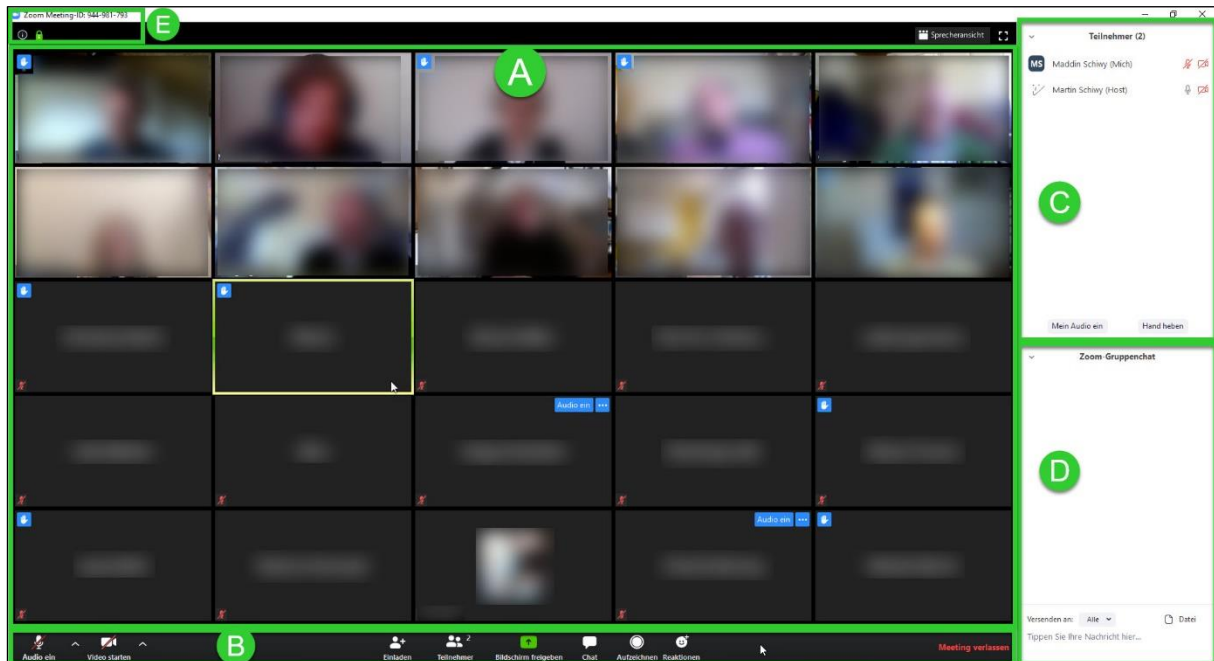 Zoom Meeting-ID: 944-981-793
E
Sprecheransicht
A
Audio ein
Audio ein
B
Audio ein
Video starten
Einladen
Teilnehmer 2
Bildschirm freigeben
Chat
Aufzeichnen
Reaktionen
Meeting verlassen
Teilnehmer (2)
MS Maddin Schiwy (Mich)
Martin Schiwy (Host)
C
Mein Audio ein
Hand heben
Zoom-Gruppenchat
D
Versenden an: Alle
Datei
Tippen Sie Ihre Nachricht hier...